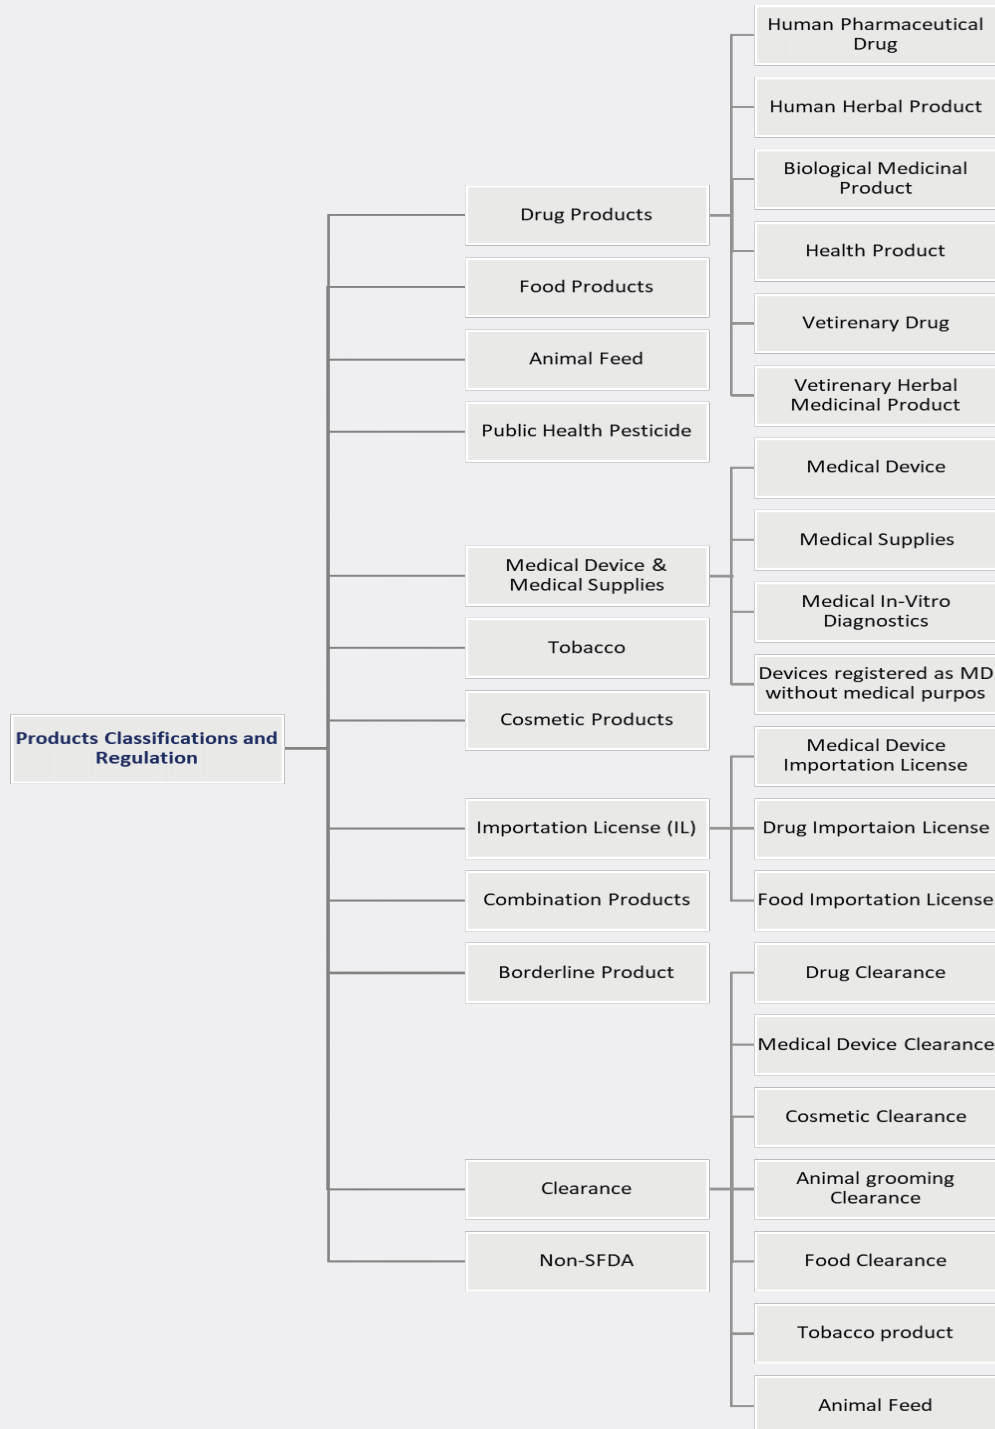 Products Classifications and
Regulation
Drug Products
Human Pharmaceutical
Drug
Human Herbal Product
Biological Medicinal
Product
Health Product
Vetirenary Drug
Vetirenary Herbal
Medicinal Product
Food Products
Animal Feed
Public Health Pesticide
Medical Device &
Medical Supplies
Medical Device
Medical Supplies
Medical In-Vitro
Diagnostics
Devices registered as MD
without medical purpos
Tobacco
Cosmetic Products
Importation License (IL)
Medical Device
Importation License
Drug Importaion License
Food Importation License
Combination Products
Borderline Product
Clearance
Drug Clearance
Medical Device Clearance
Cosmetic Clearance
Animal grooming
Clearance
Food Clearance
Tobacco product
Animal Feed
Non-SFDA